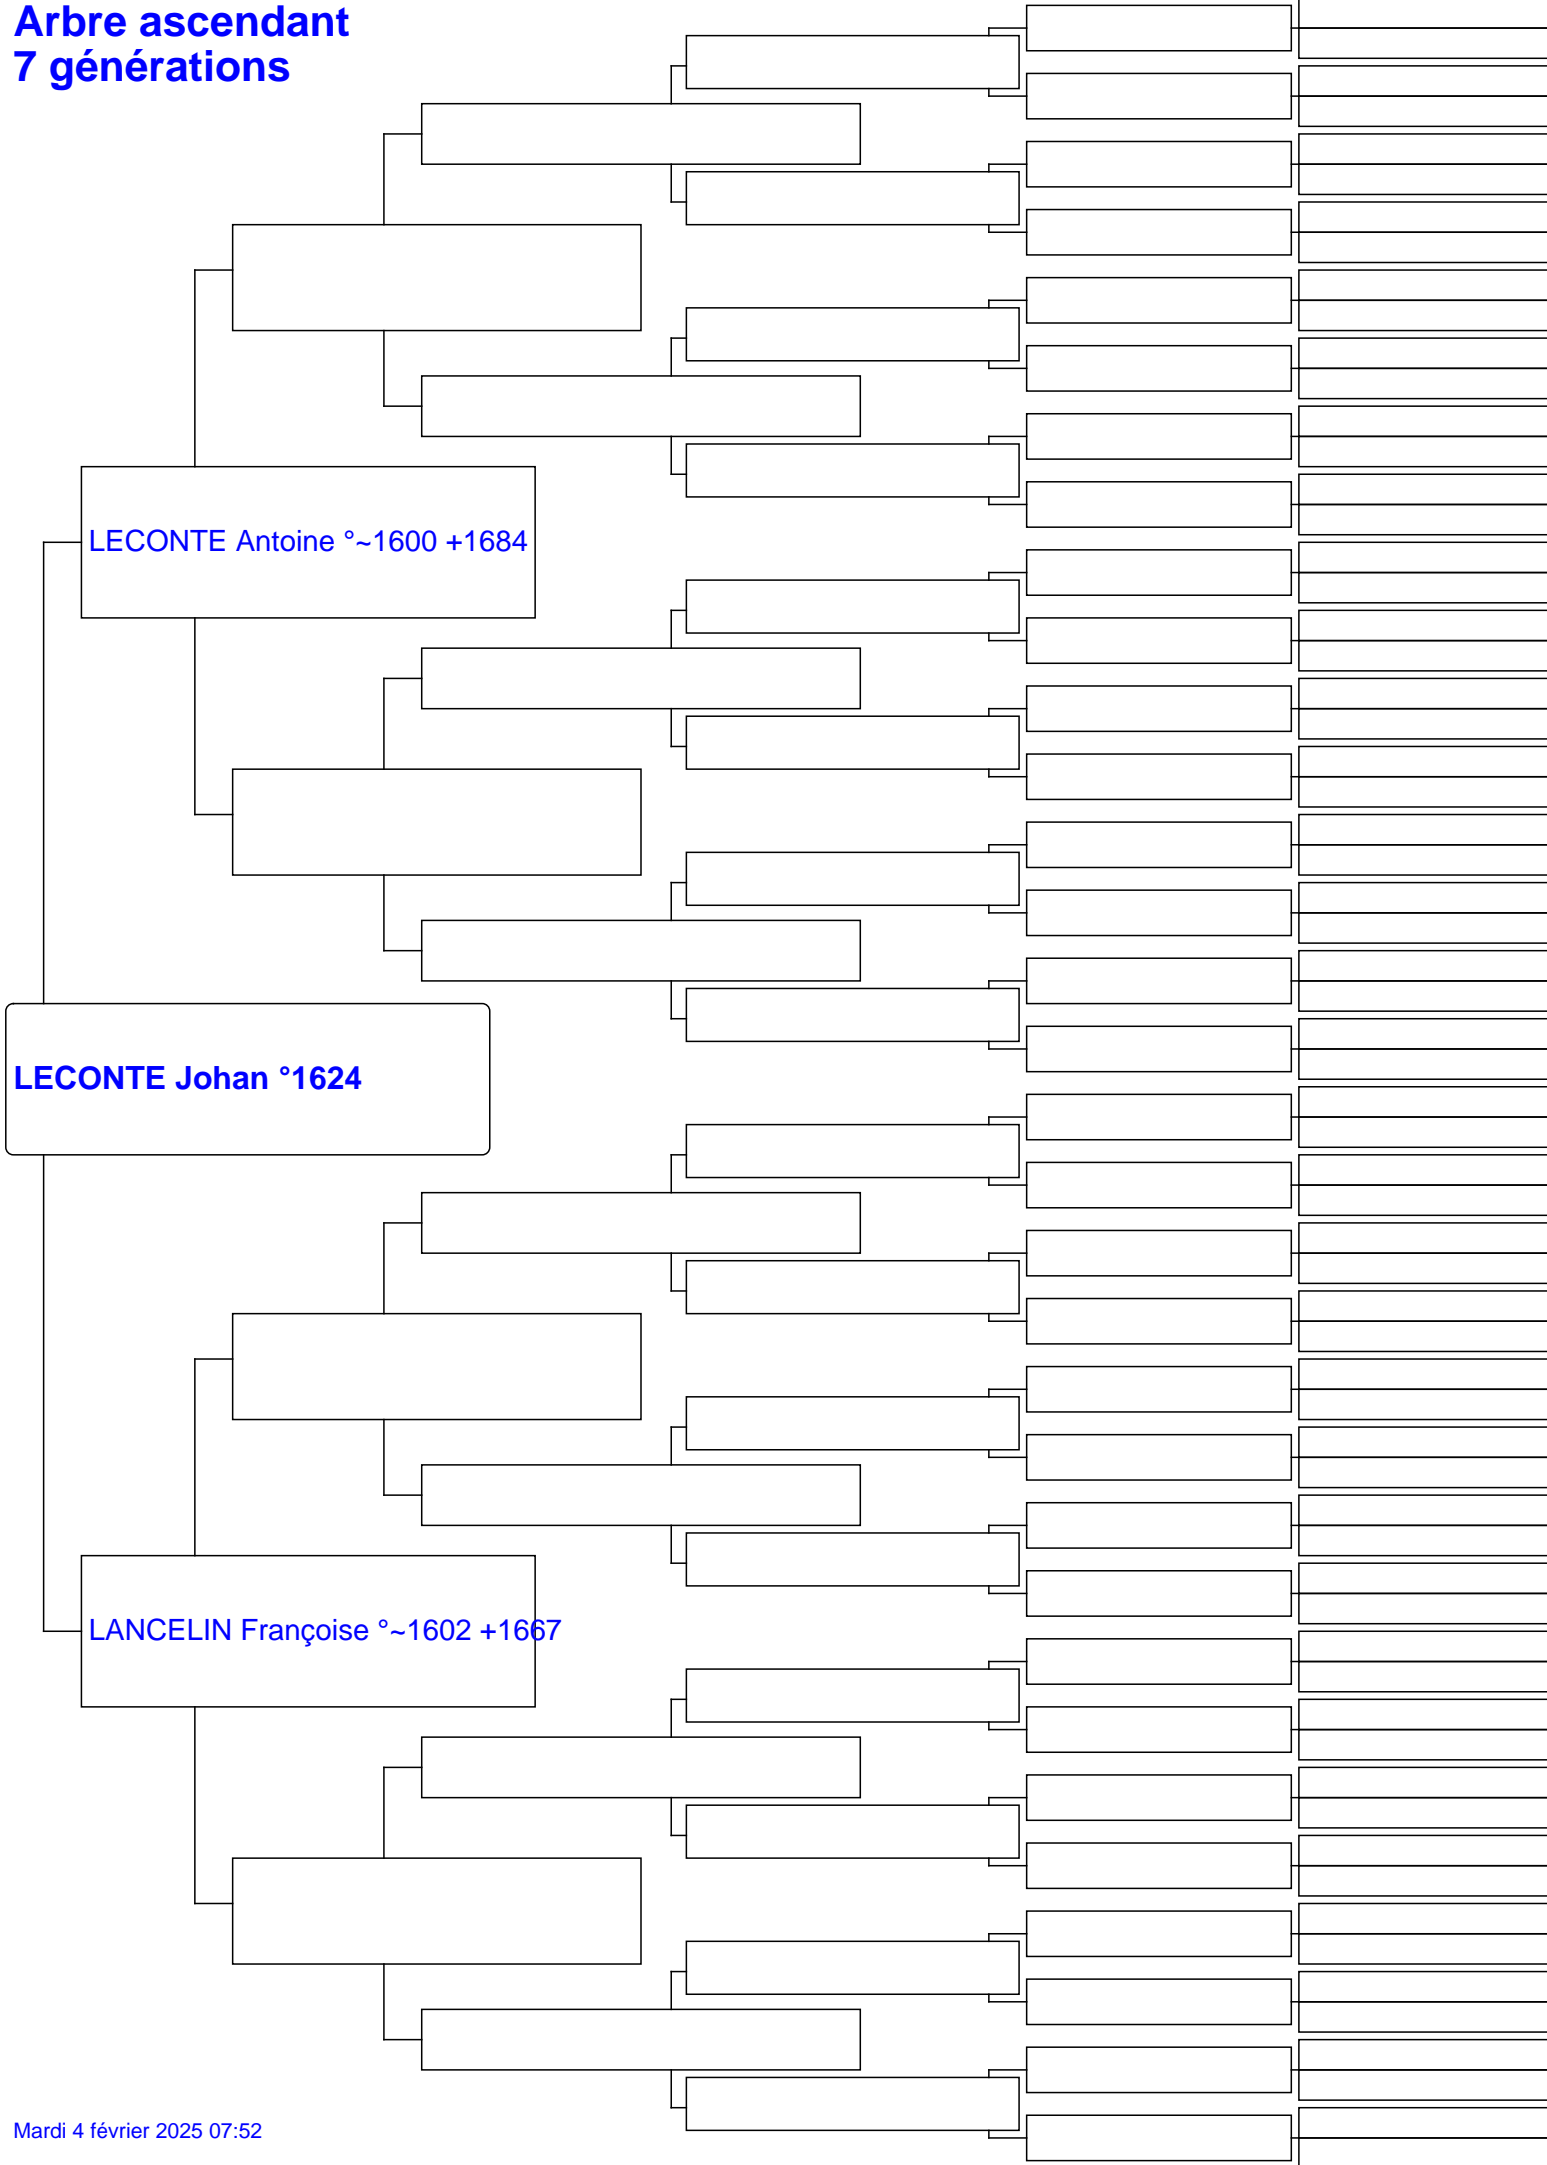 Arbre ascendant
7 générations
LECONTE Antoine °~1600 +1684
LECONTE Johan °1624
LANCELIN Françoise °~1602 +1667
Mardi 4 février 2025 07:52